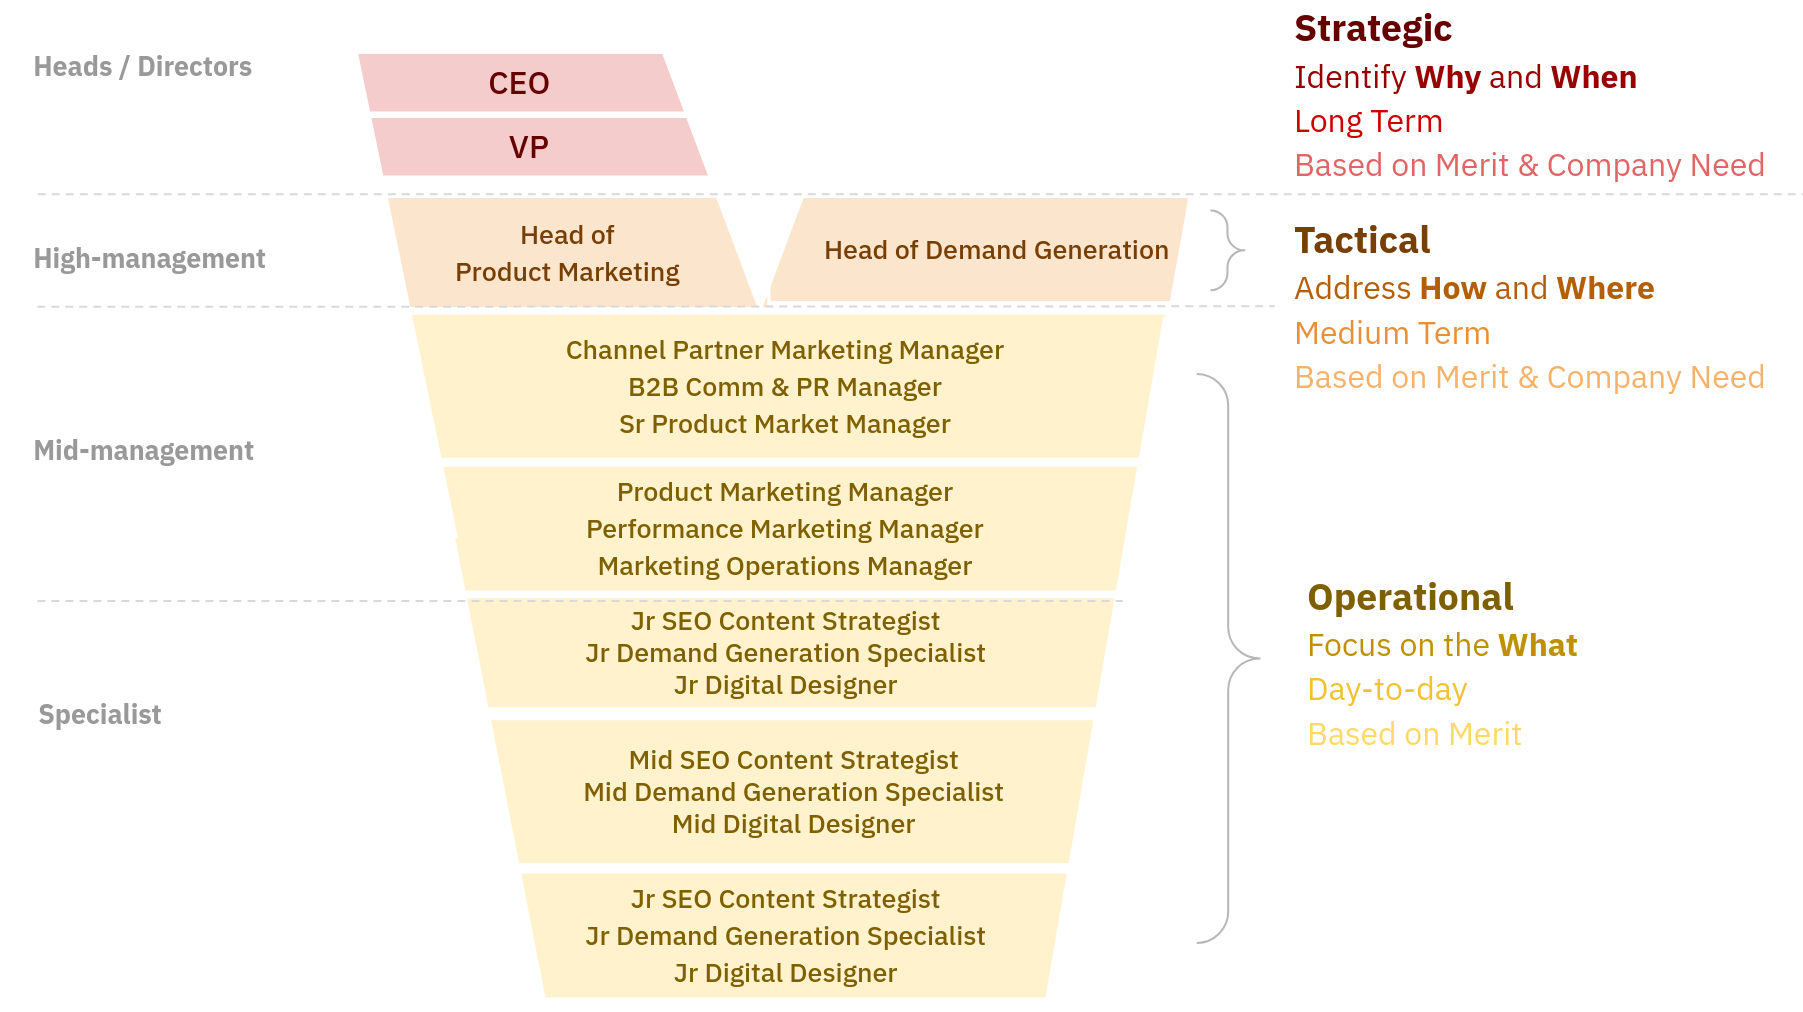 Heads / Directors
CEO
VP
Strategic
Identify Why and When
Long Term
Based on Merit & Company Need
High-management
Head of
Product Marketing
Head of Demand Generation
Tactical
Address How and Where
Medium Term
Based on Merit & Company Need
Mid-management
Channel Partner Marketing Manager
B2B Comm & PR Manager
Sr Product Market Manager
Product Marketing Manager
Performance Marketing Manager
Marketing Operations Manager
Specialist
Jr SEO Content Strategist
Jr Demand Generation Specialist
Jr Digital Designer
Mid SEO Content Strategist
Mid Demand Generation Specialist
Mid Digital Designer
Jr SEO Content Strategist
Jr Demand Generation Specialist
Jr Digital Designer
Operational
Focus on the What
Day-to-day
Based on Merit